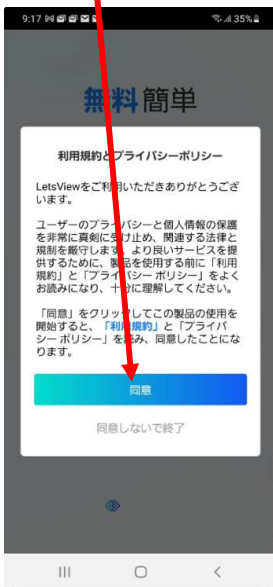 9:17 35%
無料簡単
利用規約とプライバシーポリシー
LetsViewをご利用いただきありがとうござ
います。
ユーザーのプライバシーと個人情報の保護
を非常に真剣に受け止め、関連する法律と
規制を厳守します。より良いサービスを提
供するために、製品を使用する前に「利用
規約」と「プライバシー ポリシー」をよく
お読みになり、十分に理解してください。
「同意」をクリックしてこの製品の使用を
開始すると、「利用規約」と「プライバ
シー ポリシー」を読み、同意したことにな
ります。
同意
同意しないで終了